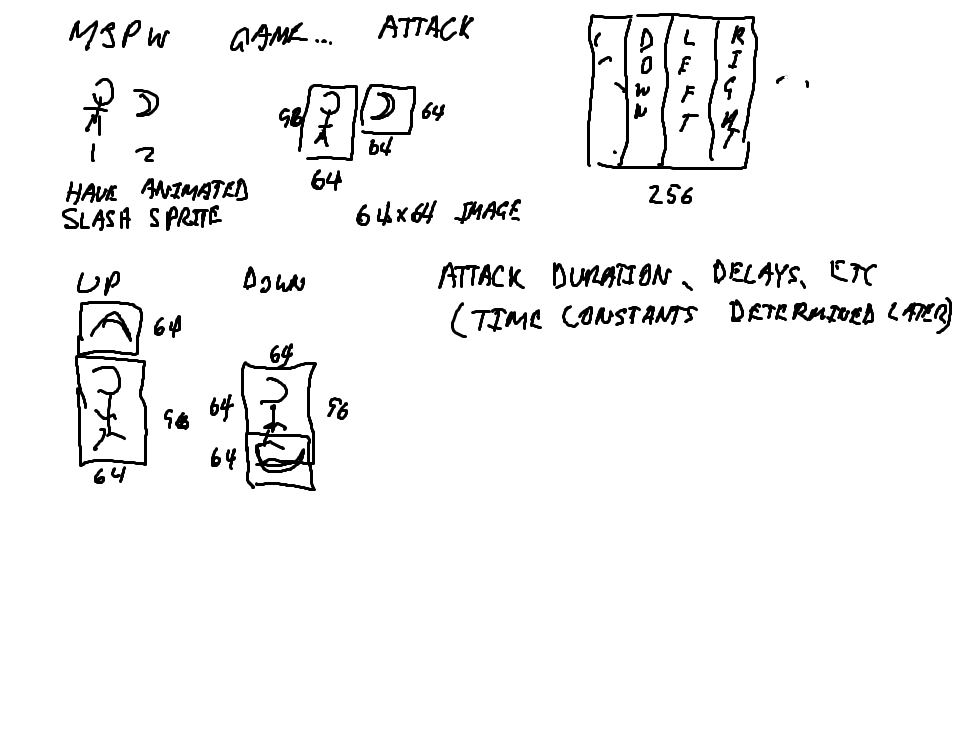 MSPW GAME... ATTACK
1 2
HAVE ANIMATED
SLASH SPRITE
96 64
64 64
64x64 IMAGE
DOWN LEFT RIGHT
256
UP DOWN
64
96
64
64
64 96
64
ATTACK DURATION, DELAYS, ETC
(TIME CONSTANTS DETERMINED LATER)